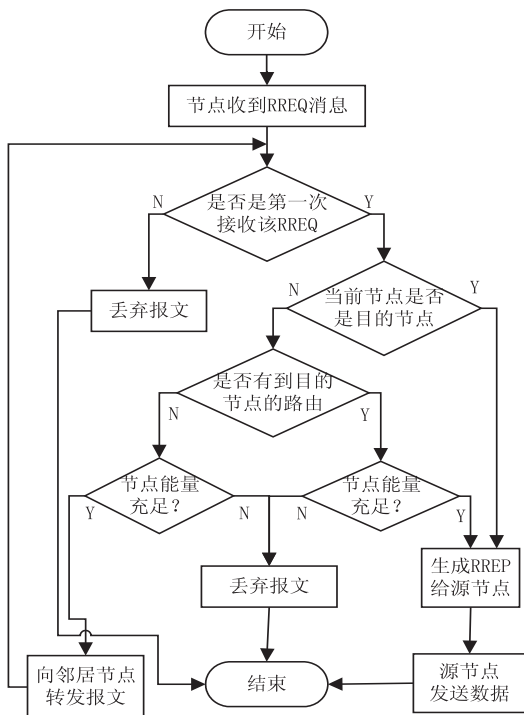 开始
节点收到RREQ消息
是否是第一次
接收该RREQ
N
Y
丢弃报文
当前节点是否
是目的节点
N
Y
是否有到目的
节点的路由
N
Y
节点能量
充足?
Y
N
节点能量
充足?
N
Y
丢弃报文
生成RREP
给源节点
向邻居节点
转发报文
结束
源节点
发送数据